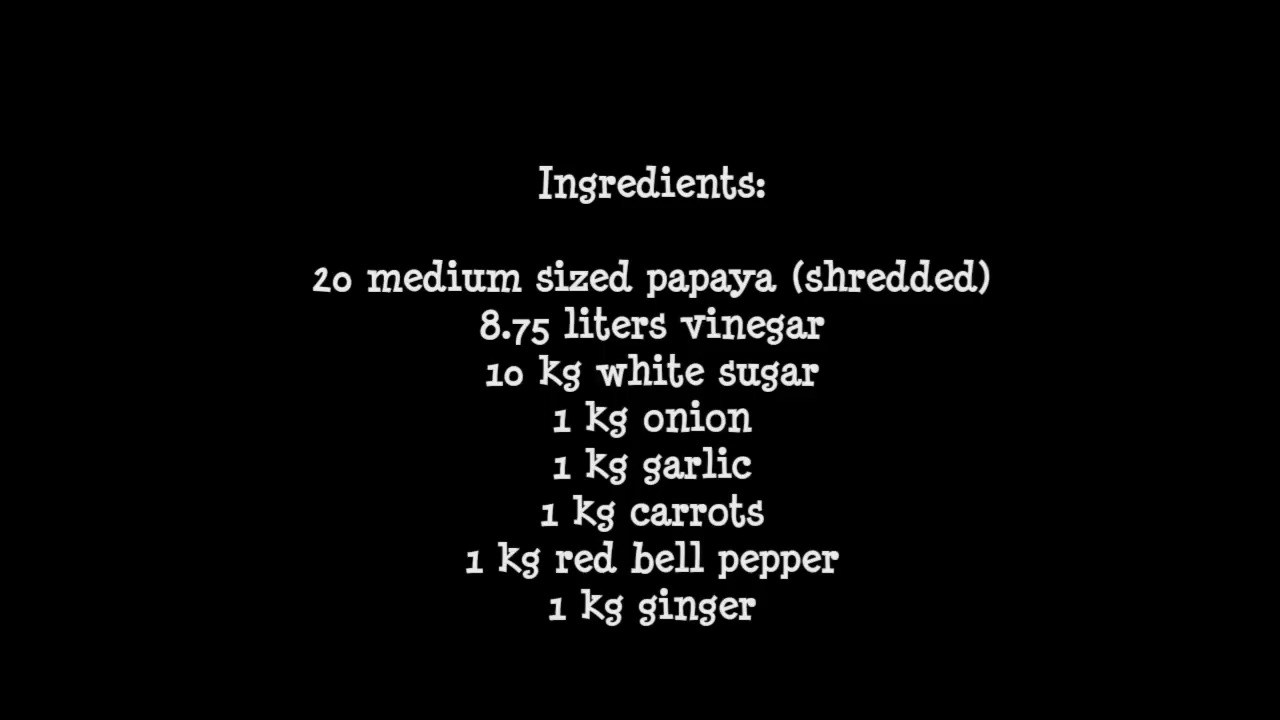 Ingredients:
20 medium sized papaya (shredded)
8.75 liters vinegar
10 kg white sugar
1 kg onion
1 kg garlic
1 kg carrots
1 kg red bell pepper
1 kg ginger